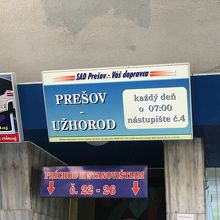 SAD Prešov... Váš dopravca
PREŠOV
-
UŽHOROD
každý deň
o 07:00
nástupište č.4
PRÍCHOD K STANOVIŠTIAM
č. 22 - 26